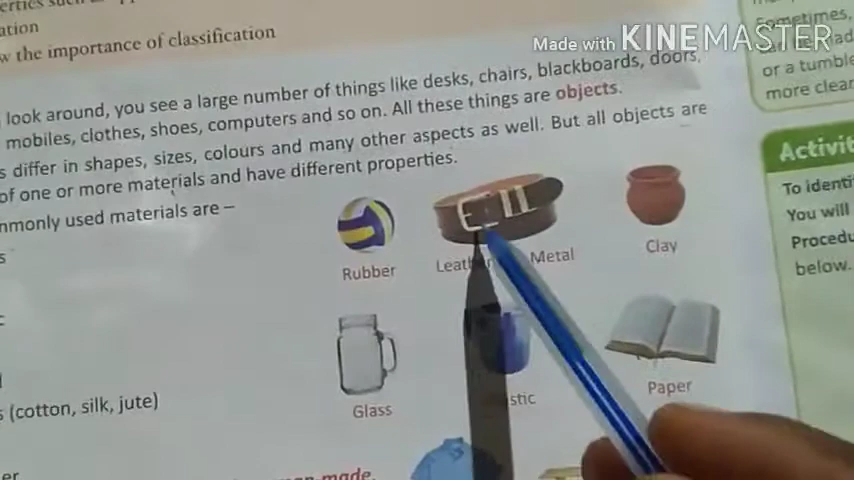 ation
w the importance of classification
Made with KINEMASTER
look around, you see a large number of things like desks, chairs, blackboards, doors,
mobiles, clothes, shoes, computers and so on. All these things are objects.
s differ in shapes, sizes, colours and many other aspects as well. But all objects are
of one or more materials and have different properties.
mmonly used materials are –
Rubber
Metal
Clay
Glass
Paper
s (cotton, silk, jute)
Sometimes,
or a tumble
more clear
Activit
To identi
You will
Procedu
below.